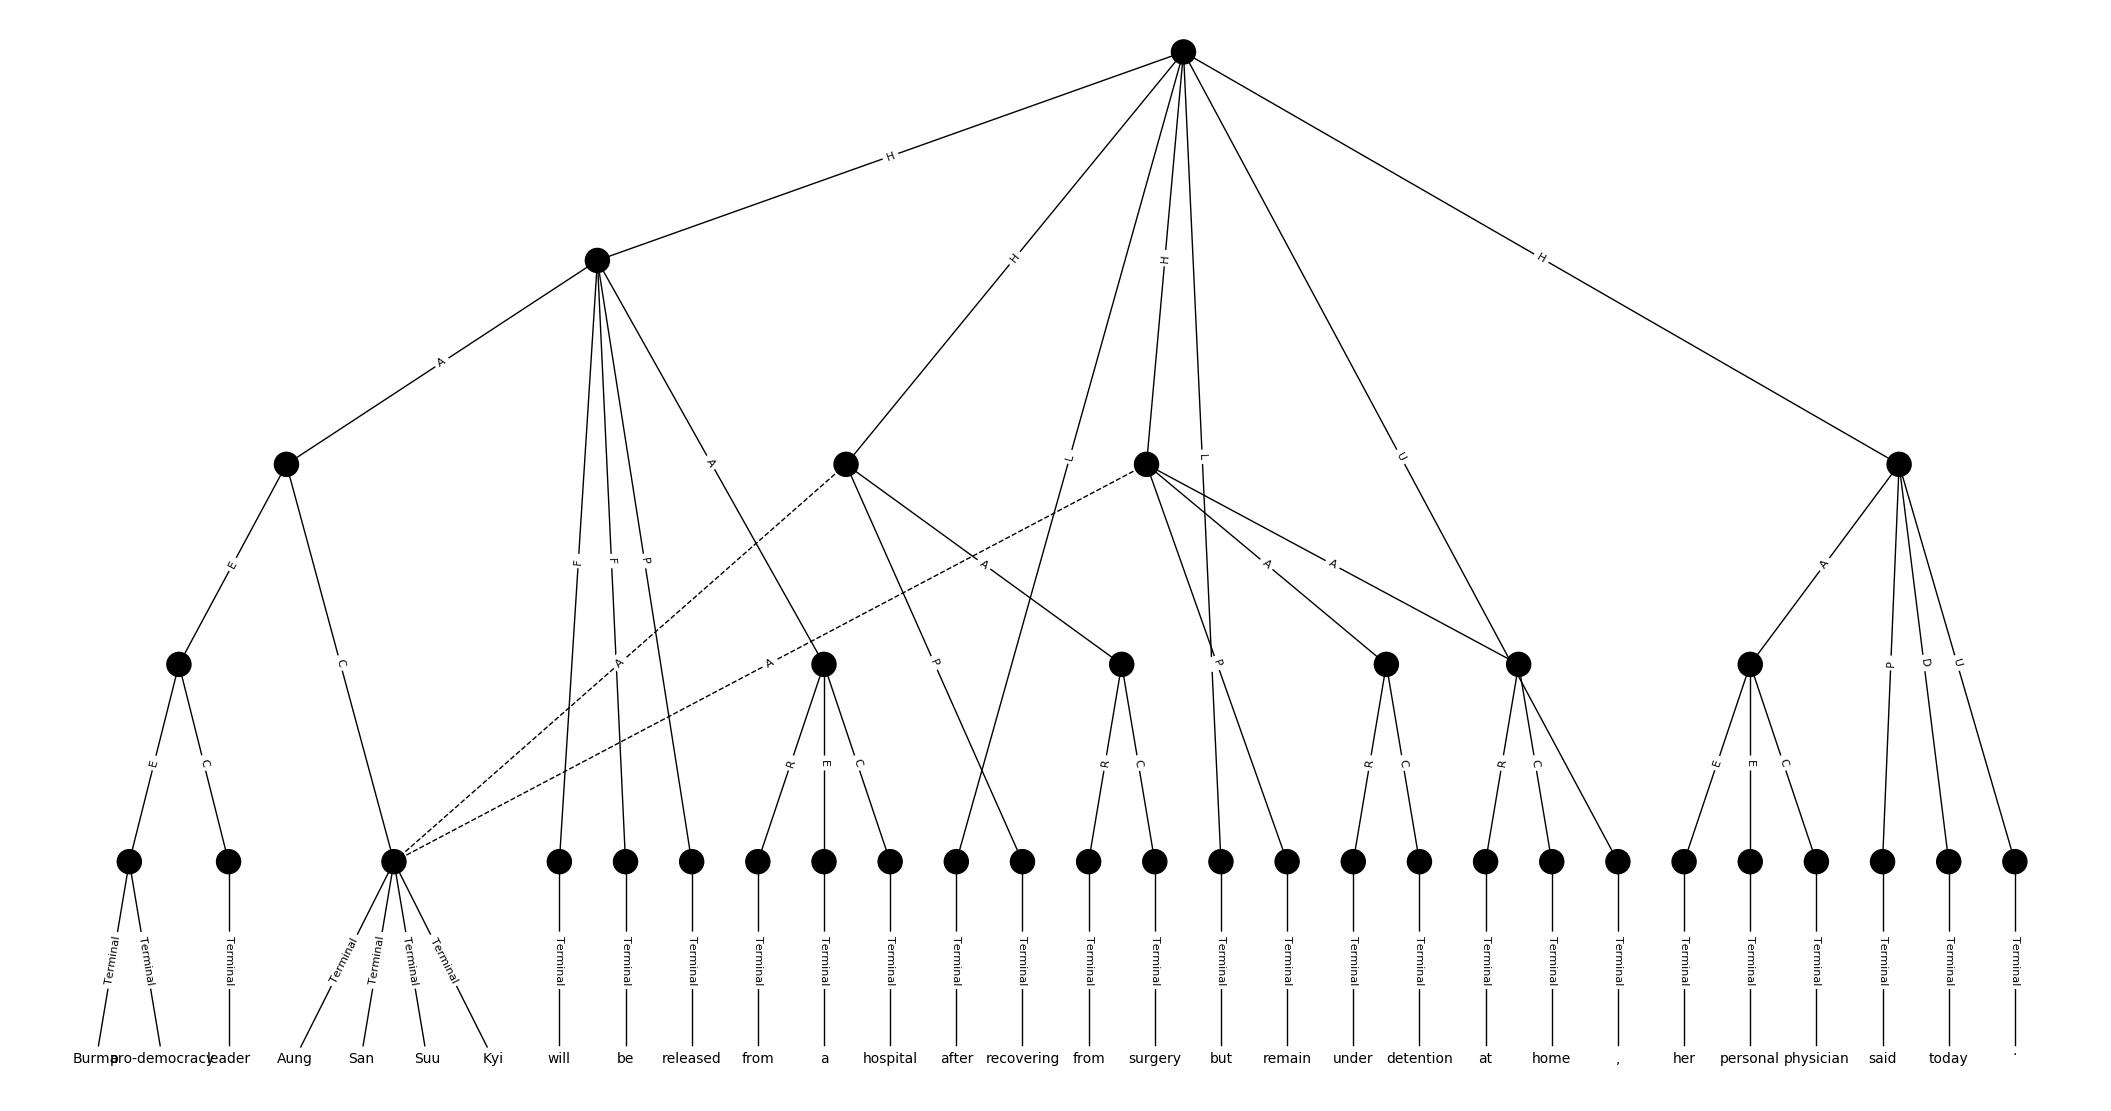 H
H H H
A
A L L U
F F P E A A A
C A A P P A P D U
E C R E C R C R C R C E E C
Terminal Terminal Terminal Terminal Terminal Terminal Terminal Terminal Terminal Terminal Terminal Terminal Terminal Terminal Terminal Terminal Terminal Terminal Terminal Terminal Terminal Terminal Terminal Terminal Terminal Terminal Terminal Terminal Terminal Terminal
Burma pro-democracy leader Aung San Suu Kyi will be released from a hospital after recovering from surgery but remain under detention at home , her personal physician said today .